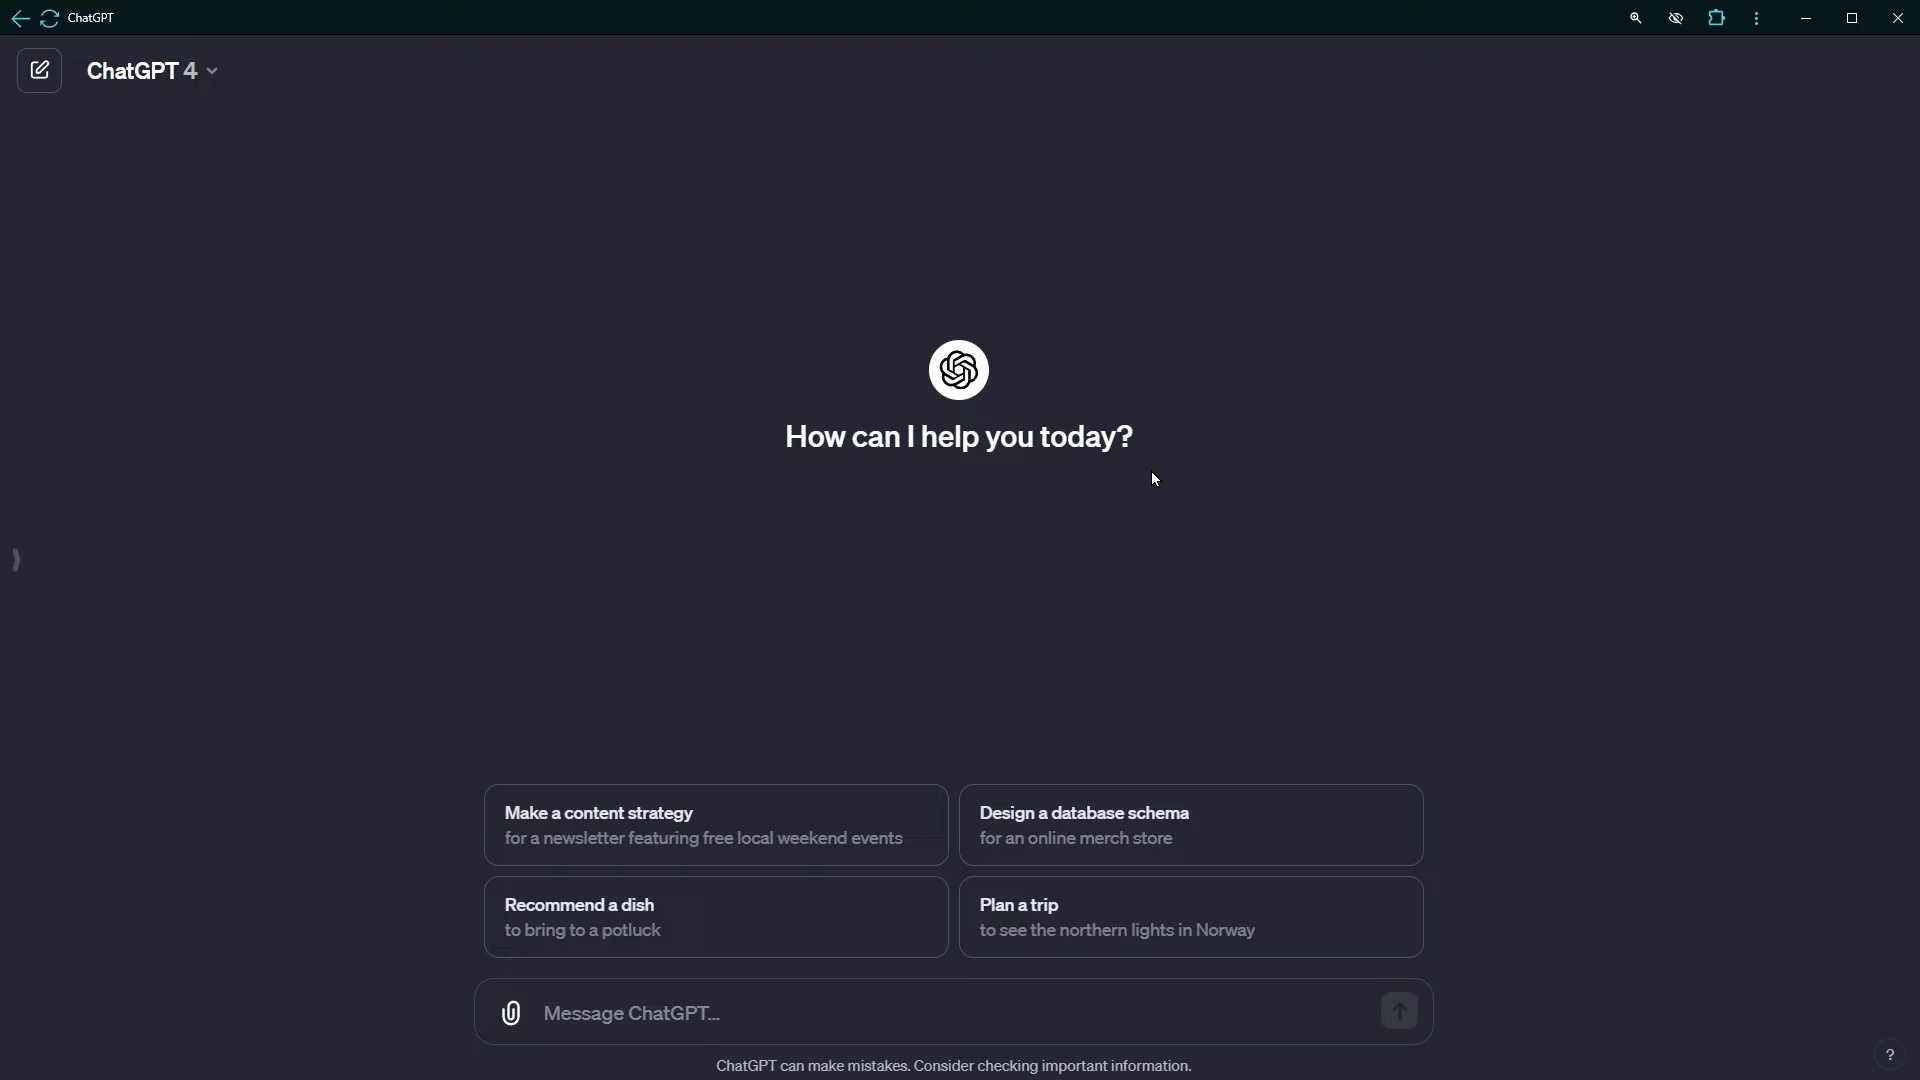 ChatGPT
ChatGPT 4
How can I help you today?
Make a content strategy
for a newsletter featuring free local weekend events
Design a database schema
for an online merch store
Recommend a dish
to bring to a potluck
Plan a trip
to see the northern lights in Norway
Message ChatGPT...
ChatGPT can make mistakes. Consider checking important information.
?